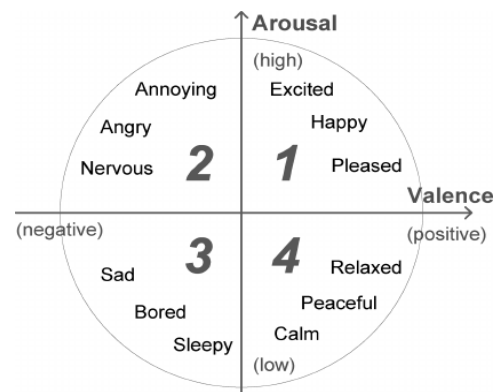 Arousal
(high)
Annoying
Excited
Angry
Happy
Nervous
2
1
Pleased
Valence
(negative)
(positive)
3
4
Sad
Relaxed
Bored
Peaceful
Sleepy
Calm
(low)